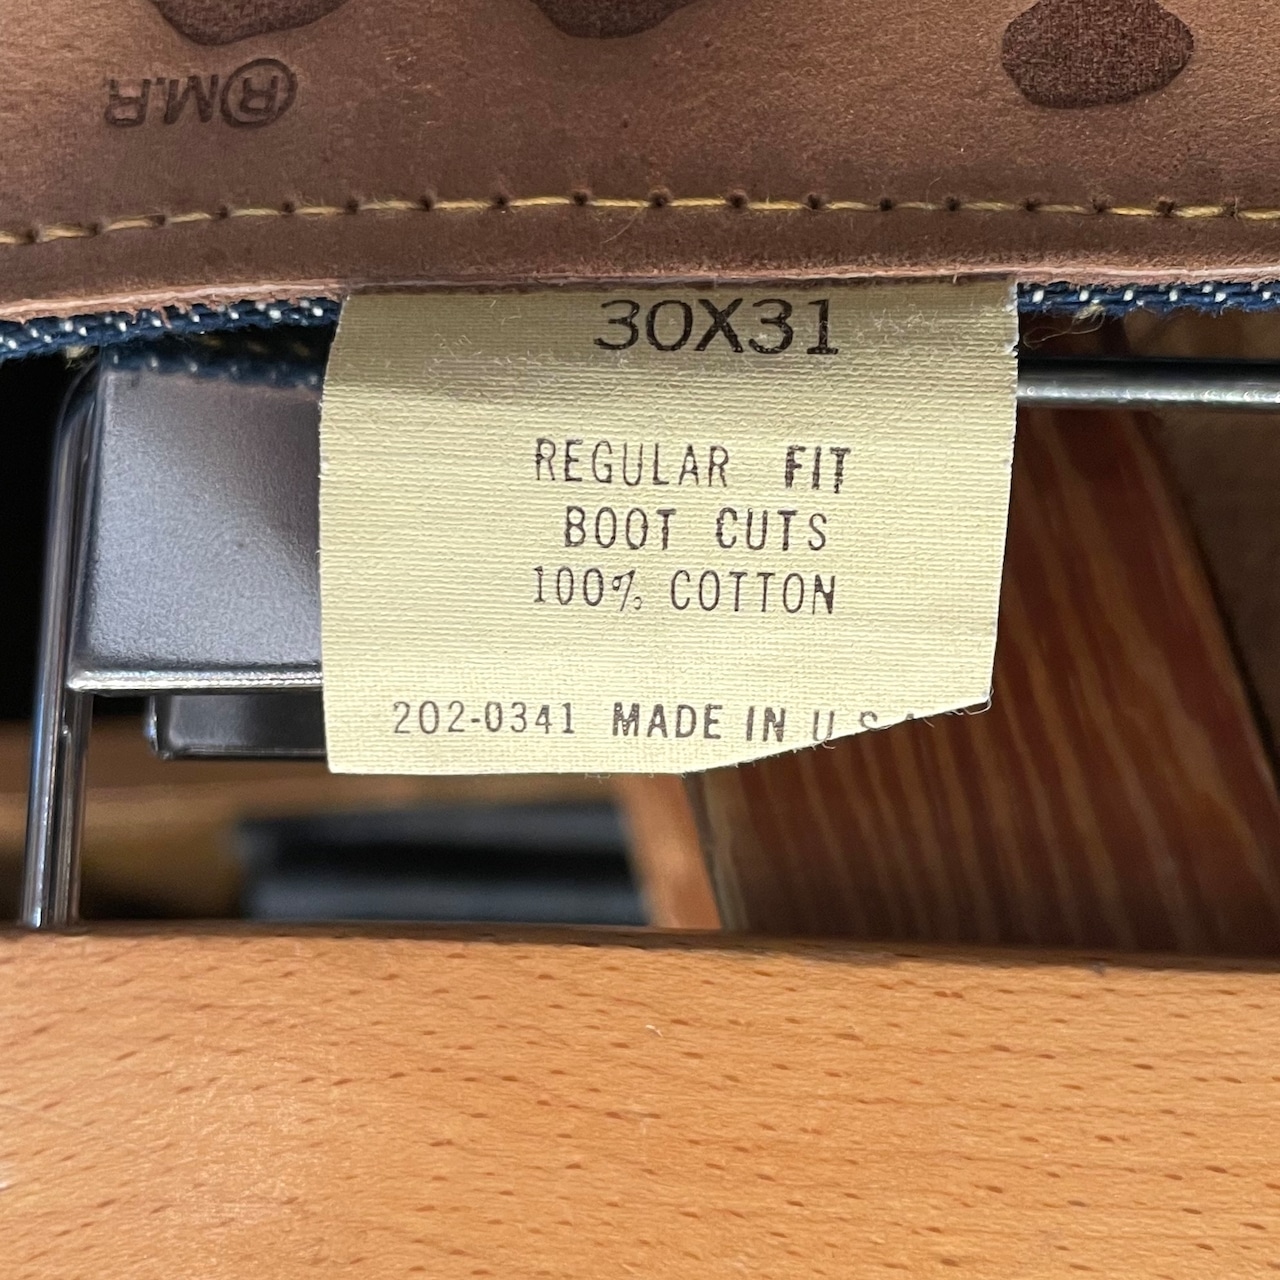 M.R.®
30X31
REGULAR FIT
BOOT CUTS
100% COTTON
202-0341 MADE IN U.S.A.